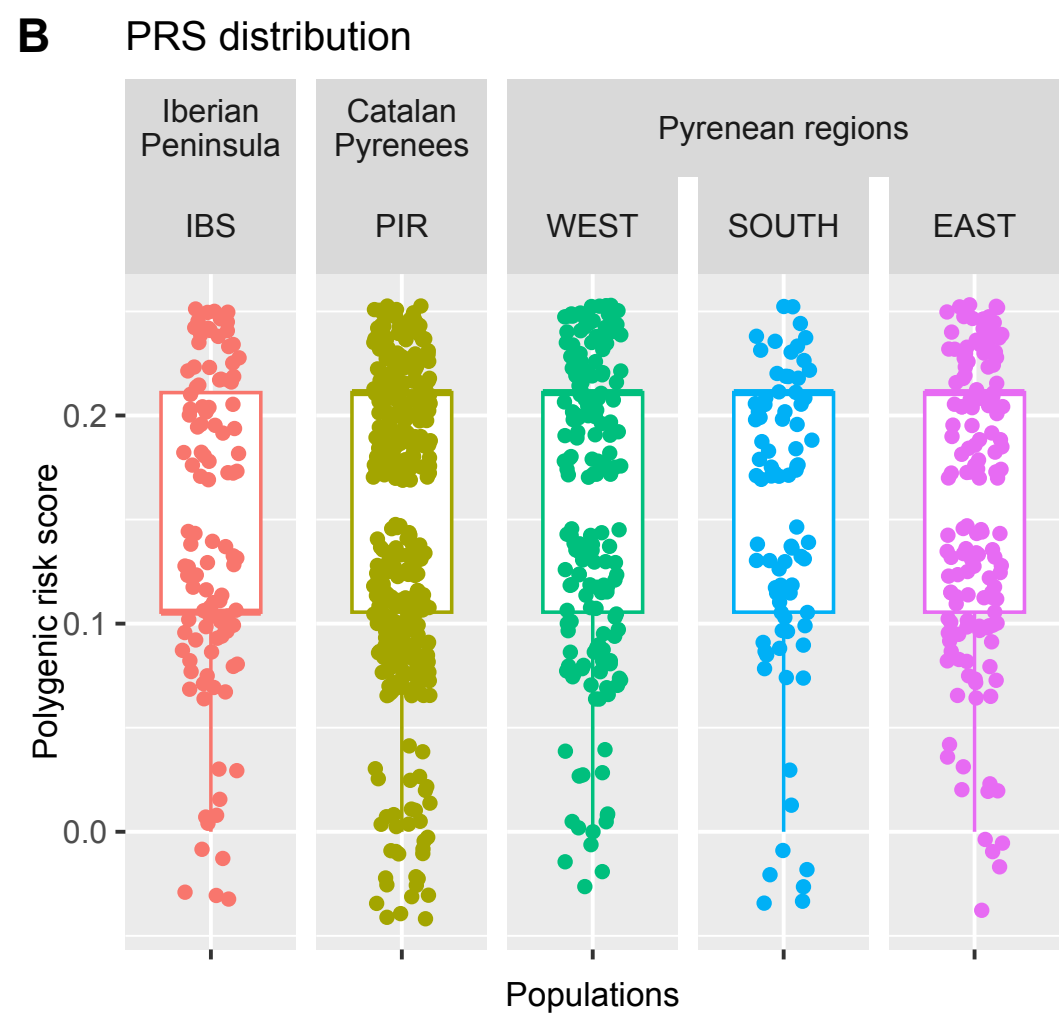 B PRS distribution
Iberian
Peninsula
Catalan
Pyrenees
Pyrenean regions
IBS
PIR
WEST
SOUTH
EAST
Polygenic risk score
0.2
0.1
0.0
Populations